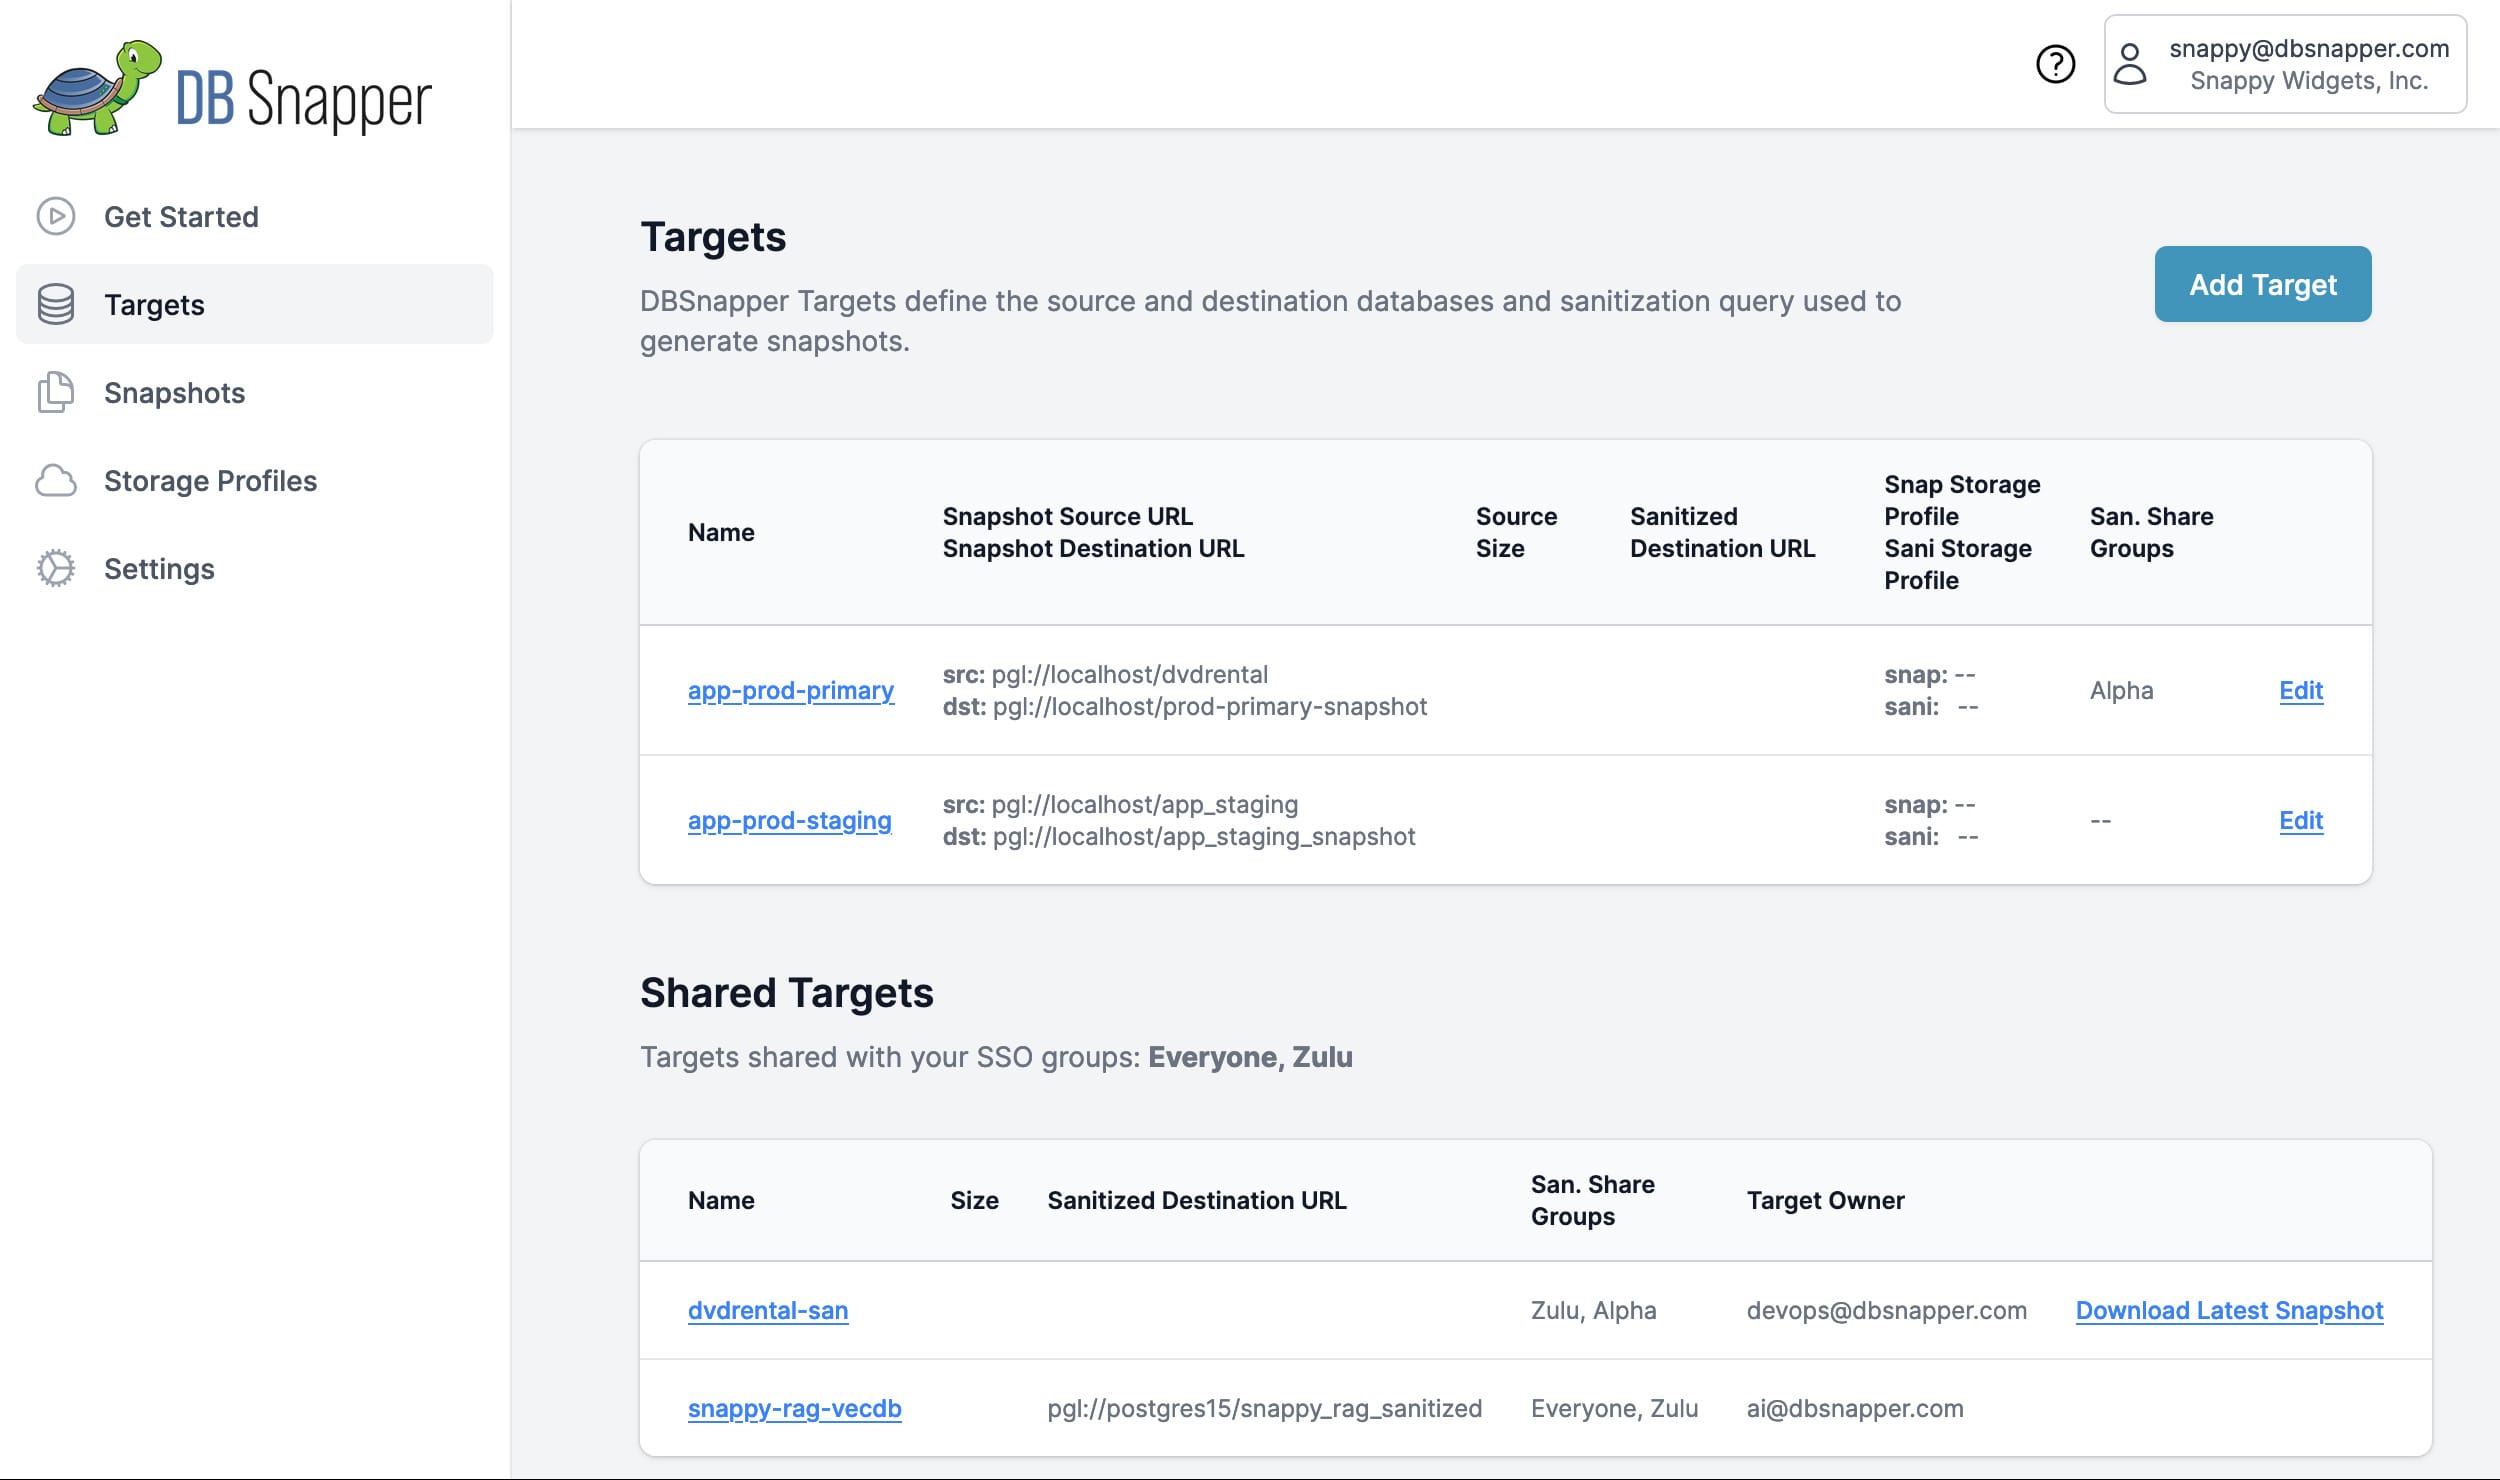 DB Snapper
Get Started
Targets
Snapshots
Storage Profiles
Settings
snappy@dbsnapper.com
Snappy Widgets, Inc.
Targets
DBSnapper Targets define the source and destination databases and sanitization query used to
generate snapshots.
Add Target
Name
Snapshot Source URL
Snapshot Destination URL
Source
Size
Sanitized
Destination URL
Snap Storage
Profile
Sani Storage
Profile
San. Share
Groups
app-prod-primary
src: pgl://localhost/dvdrental
dst: pgl://localhost/prod-primary-snapshot
snap: --
sani: --
Alpha
Edit
app-prod-staging
src: pgl://localhost/app_staging
dst: pgl://localhost/app_staging_snapshot
snap: --
sani: --
--
Edit
Shared Targets
Targets shared with your SSO groups: Everyone, Zulu
Name
Size
Sanitized Destination URL
San. Share
Groups
Target Owner
dvdrental-san
Zulu, Alpha
devops@dbsnapper.com
Download Latest Snapshot
snappy-rag-vecdb
pgl://postgres15/snappy_rag_sanitized
Everyone, Zulu
ai@dbsnapper.com